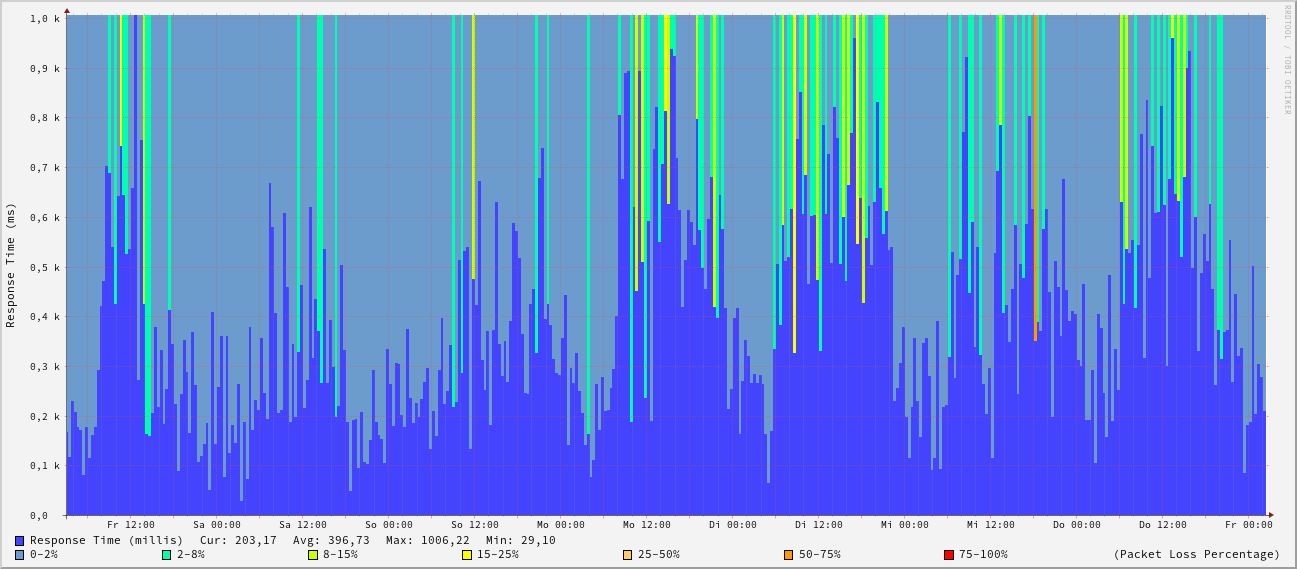 RRDTOOL / TOBI OETIKER
Response Time (ms)
1,0 k
0,9 k
0,8 k
0,7 k
0,6 k
0,5 k
0,4 k
0,3 k
0,2 k
0,1 k
0,0
Fr 12:00 Sa 00:00 Sa 12:00 So 00:00 So 12:00 Mo 00:00 Mo 12:00 Di 00:00 Di 12:00 Mi 00:00 Mi 12:00 Do 00:00 Do 12:00 Fr 00:00
Response Time (millis) Cur: 203,17 Avg: 396,73 Max: 1006,22 Min: 29,10
0-2% 2-8% 8-15% 15-25% 25-50% 50-75% 75-100% (Packet Loss Percentage)